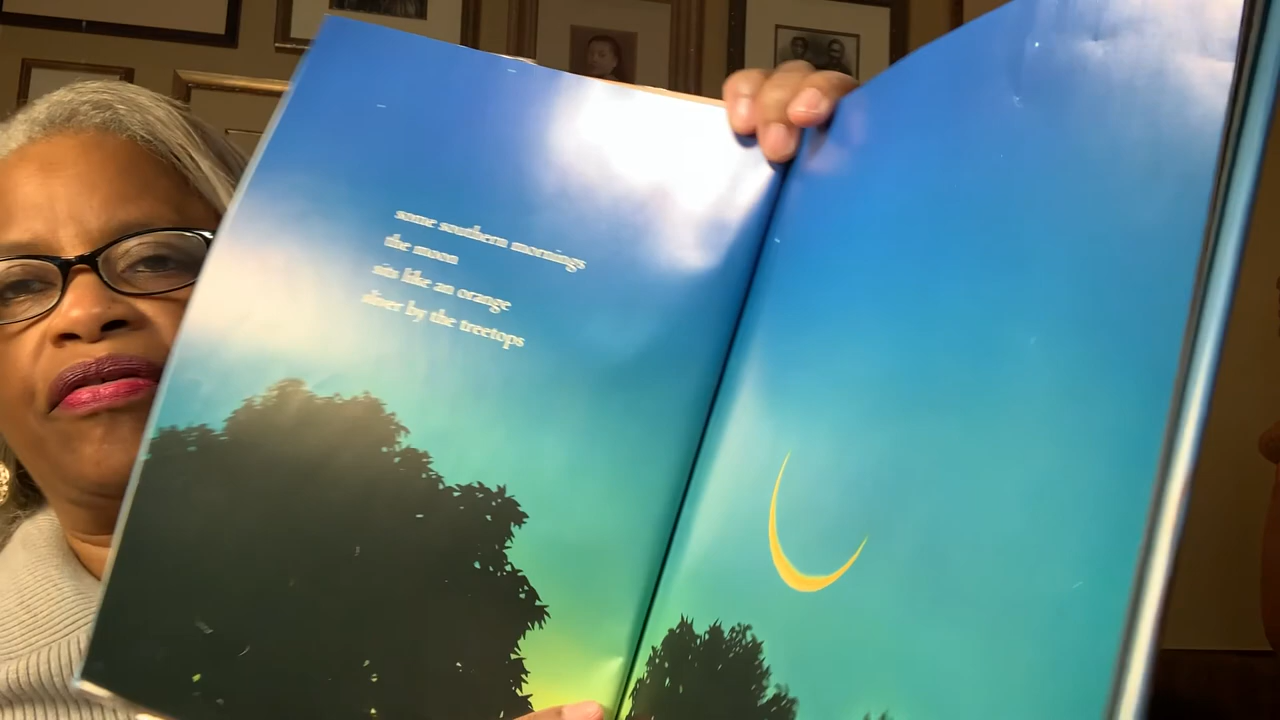 some southern mornings
the moon
sits like an orange
sliver by the treetops